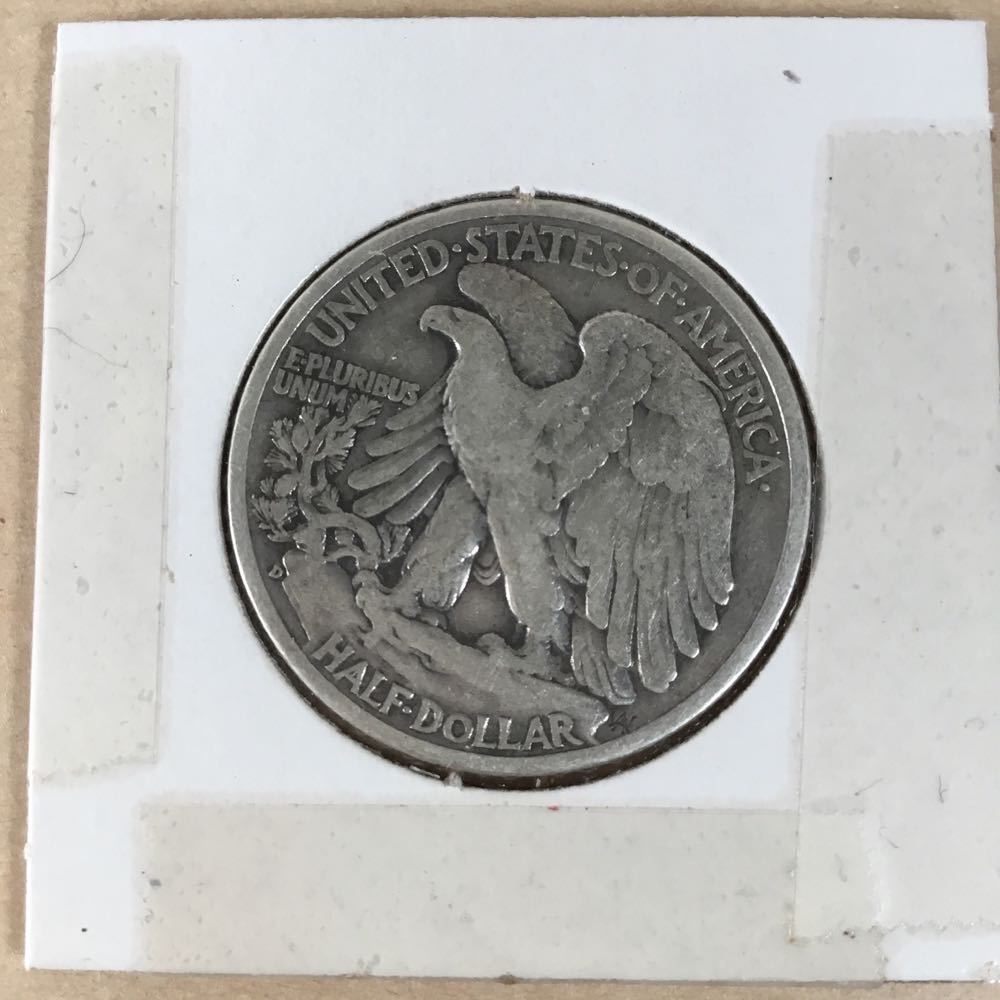 UNITED·STATES·OF·AMERICA·
E·PLURIBUS
UNUM
D
HALF·DOLLAR